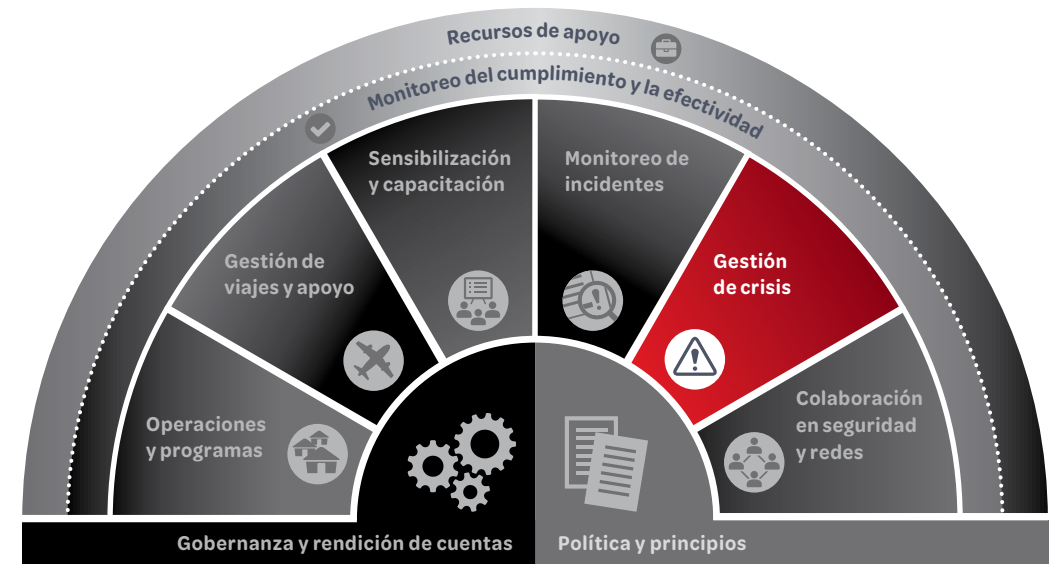 Recursos de apoyo
Monitoreo del cumplimiento y la efectividad
Sensibilización
y capacitación
Monitoreo de
incidentes
Gestión de
viajes y apoyo
Gestión
de crisis
Operaciones
y programas
Colaboración
en seguridad
y redes
Gobernanza y rendición de cuentas
Política y principios